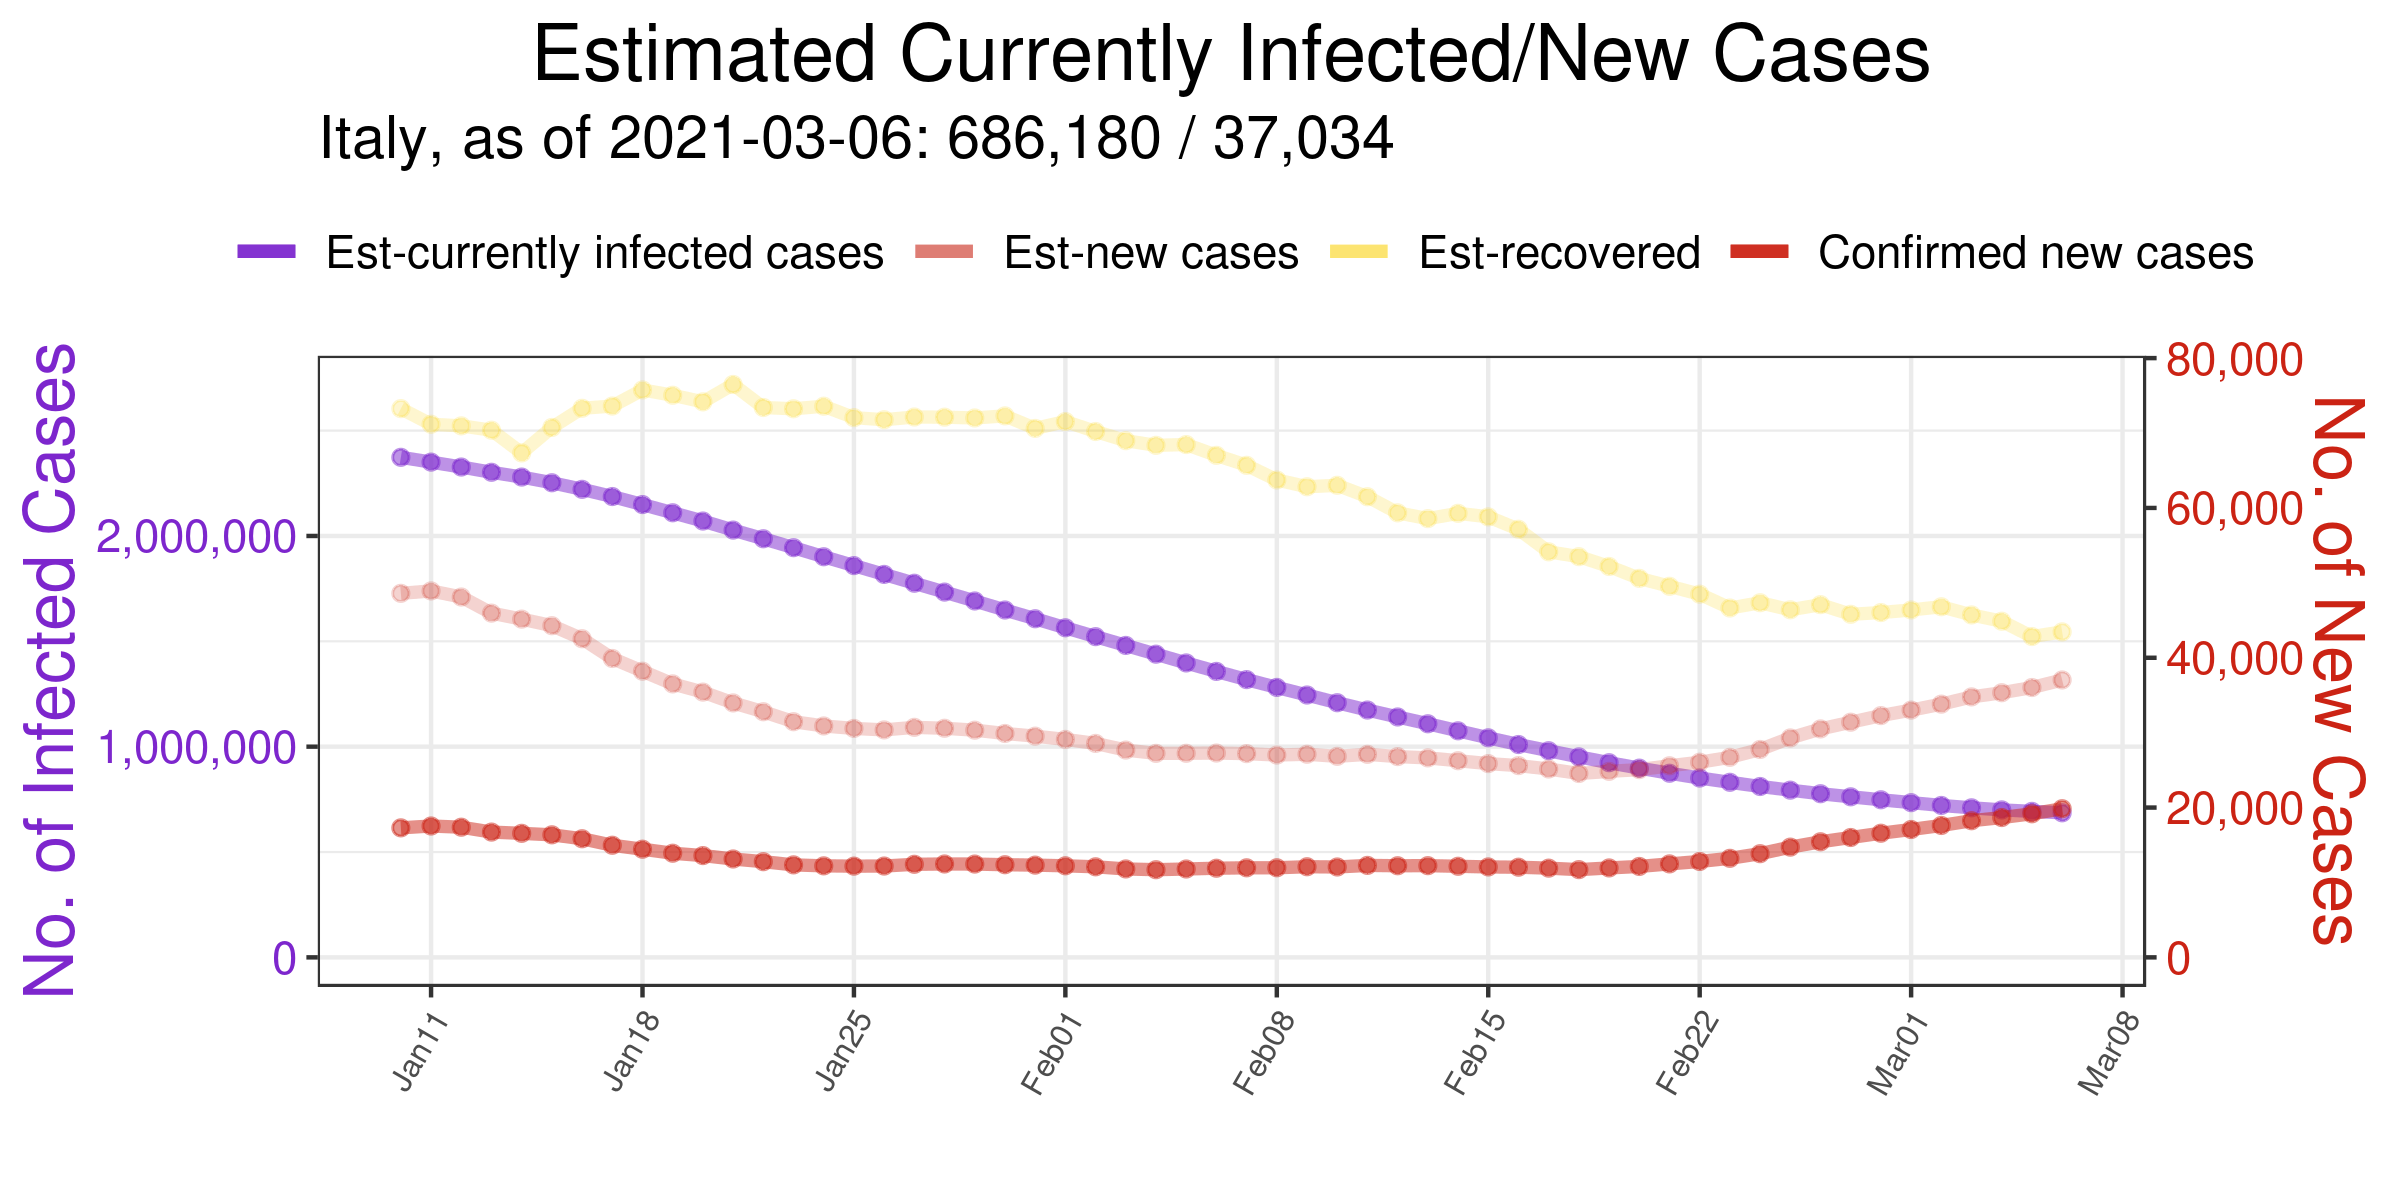 Estimated Currently Infected/New Cases
Italy, as of 2021-03-06: 686,180 / 37,034
Est-currently infected cases Est-new cases Est-recovered Confirmed new cases
No. of Infected Cases
2,000,000
1,000,000
0
80,000
60,000
40,000
20,000
0
No. of New Cases
Jan11 Jan18 Jan25 Feb01 Feb08 Feb15 Feb22 Mar01 Mar08